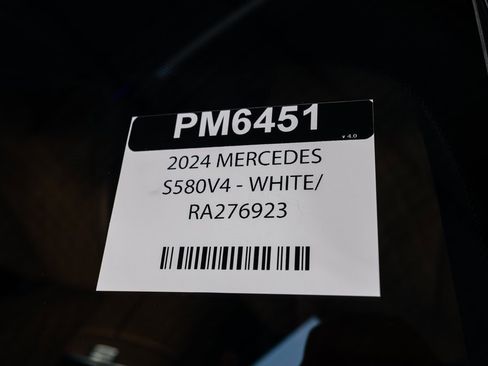 PM6451
v 4.0
2024 MERCEDES
S580V4 - WHITE/
RA276923